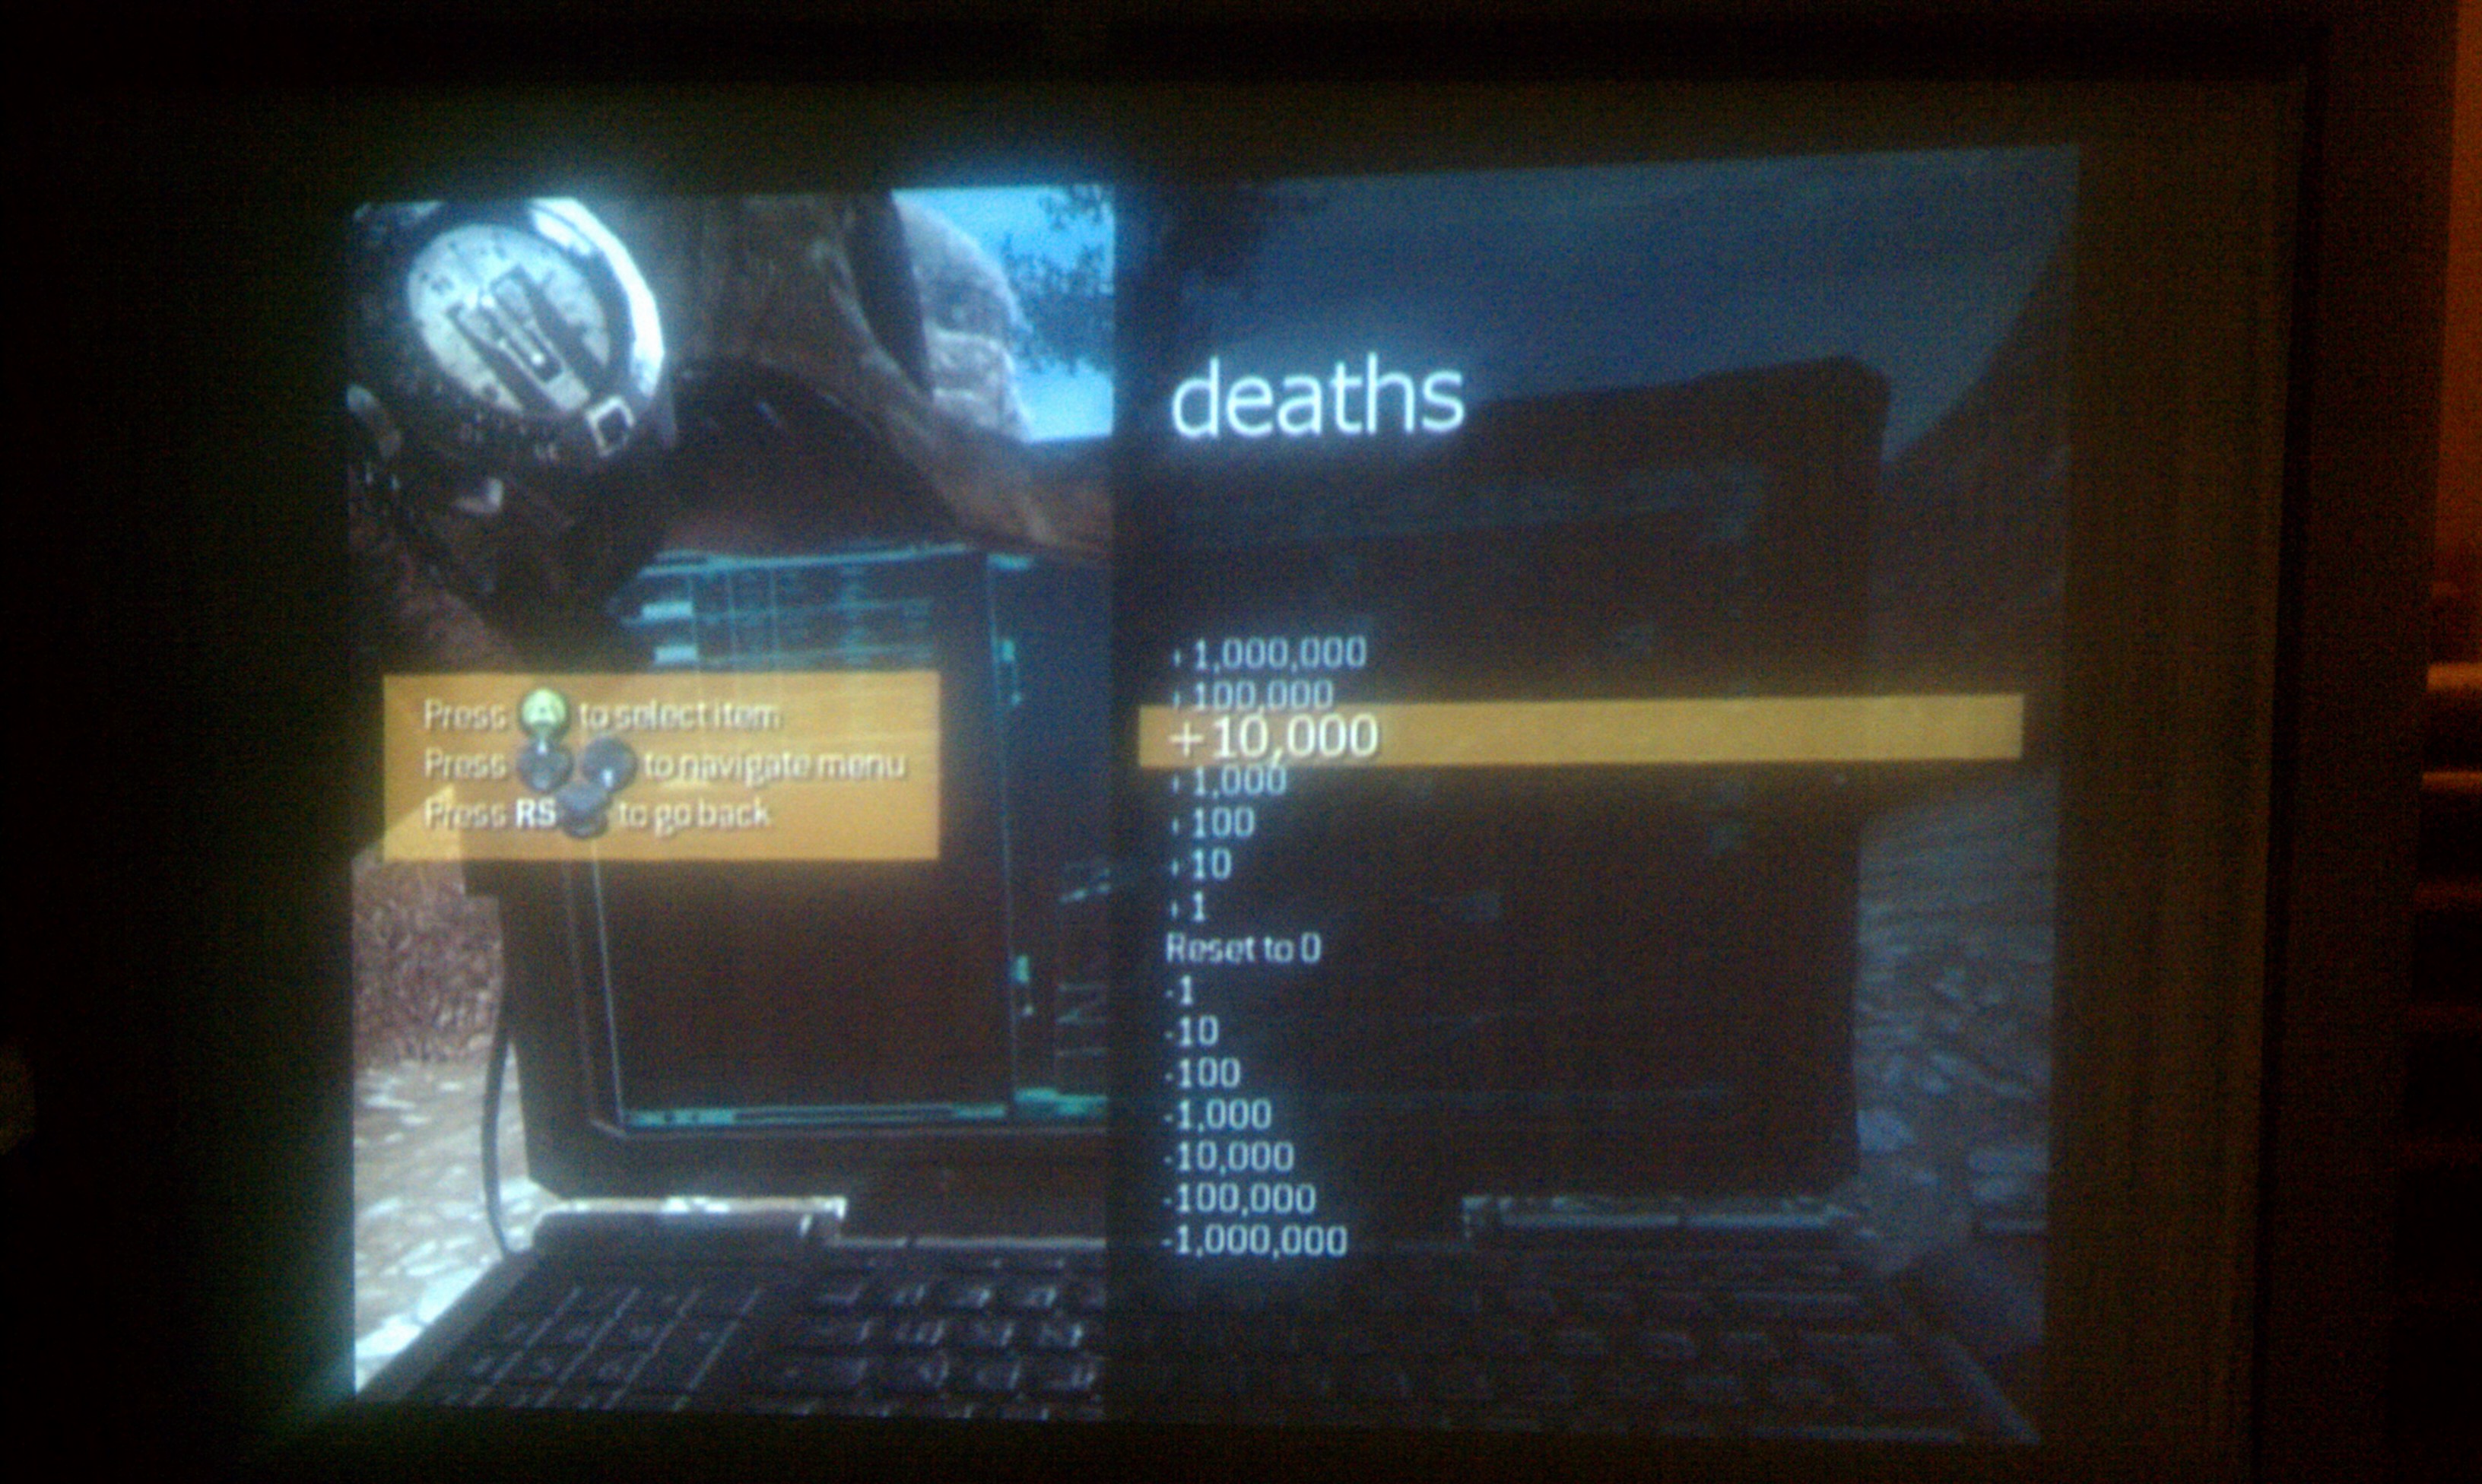 deaths
+1,000,000
+100,000
+10,000
+1,000
+100
+10
+1
Reset to 0
-1
-10
-100
-1,000
-10,000
-100,000
-1,000,000
Press A to select item
Press to navigate menu
Press RS to go back